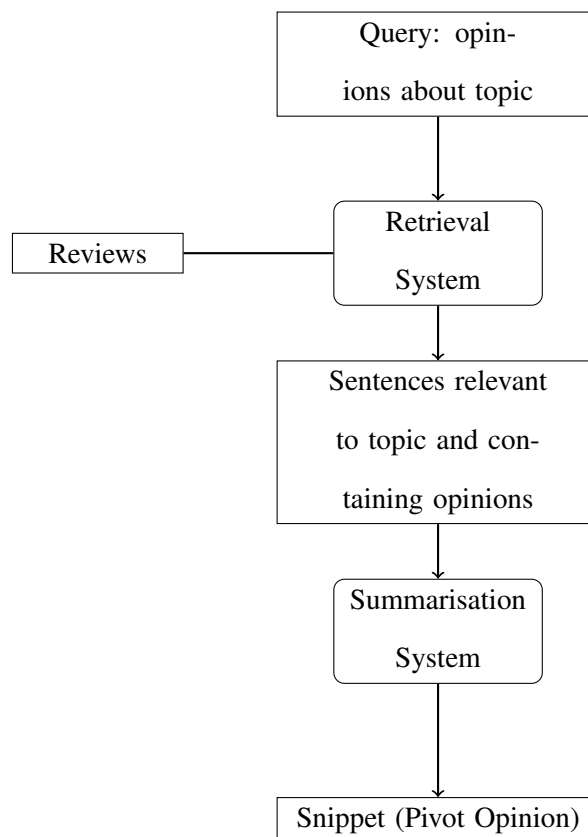 Query: opin-
ions about topic
Retrieval
System
Reviews
Sentences relevant
to topic and con-
taining opinions
Summarisation
System
Snippet (Pivot Opinion)